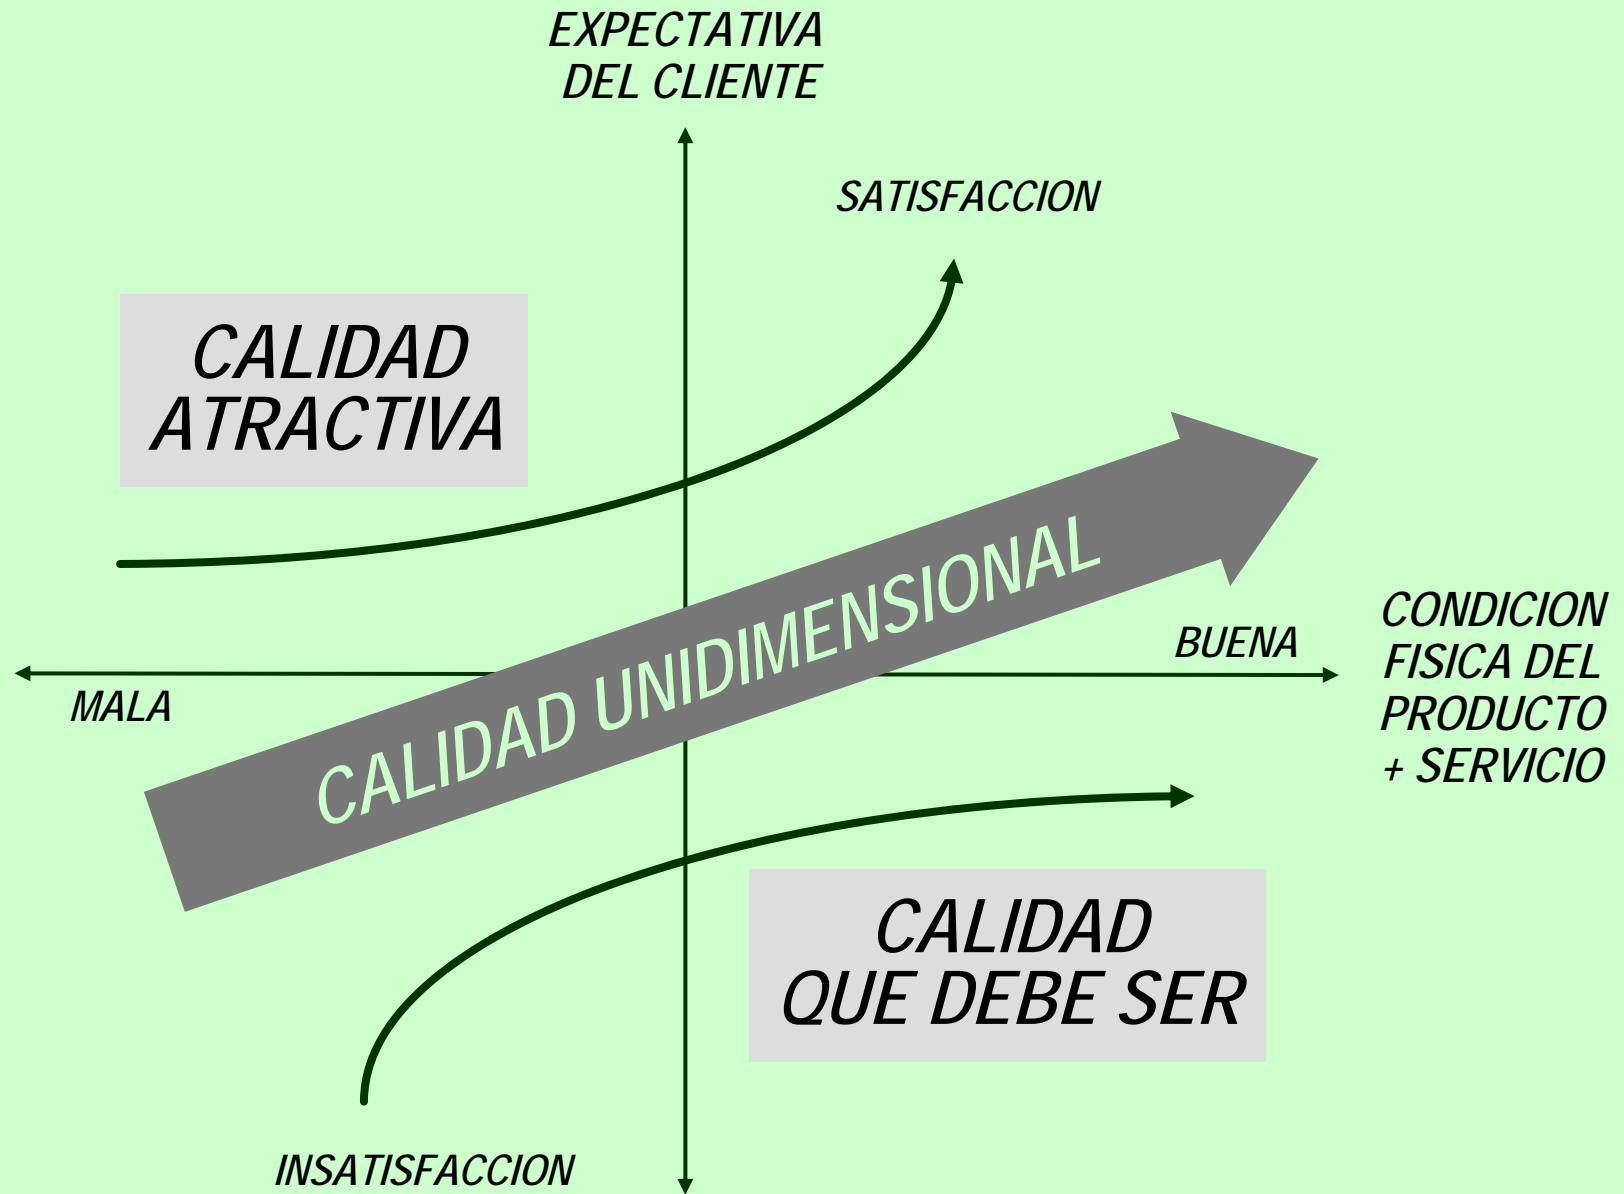 EXPECTATIVA
DEL CLIENTE
SATISFACCION
CALIDAD
ATRACTIVA
CALIDAD UNIDIMENSIONAL
BUENA
MALA
CONDICION
FISICA DEL
PRODUCTO
+ SERVICIO
CALIDAD
QUE DEBE SER
INSATISFACCION